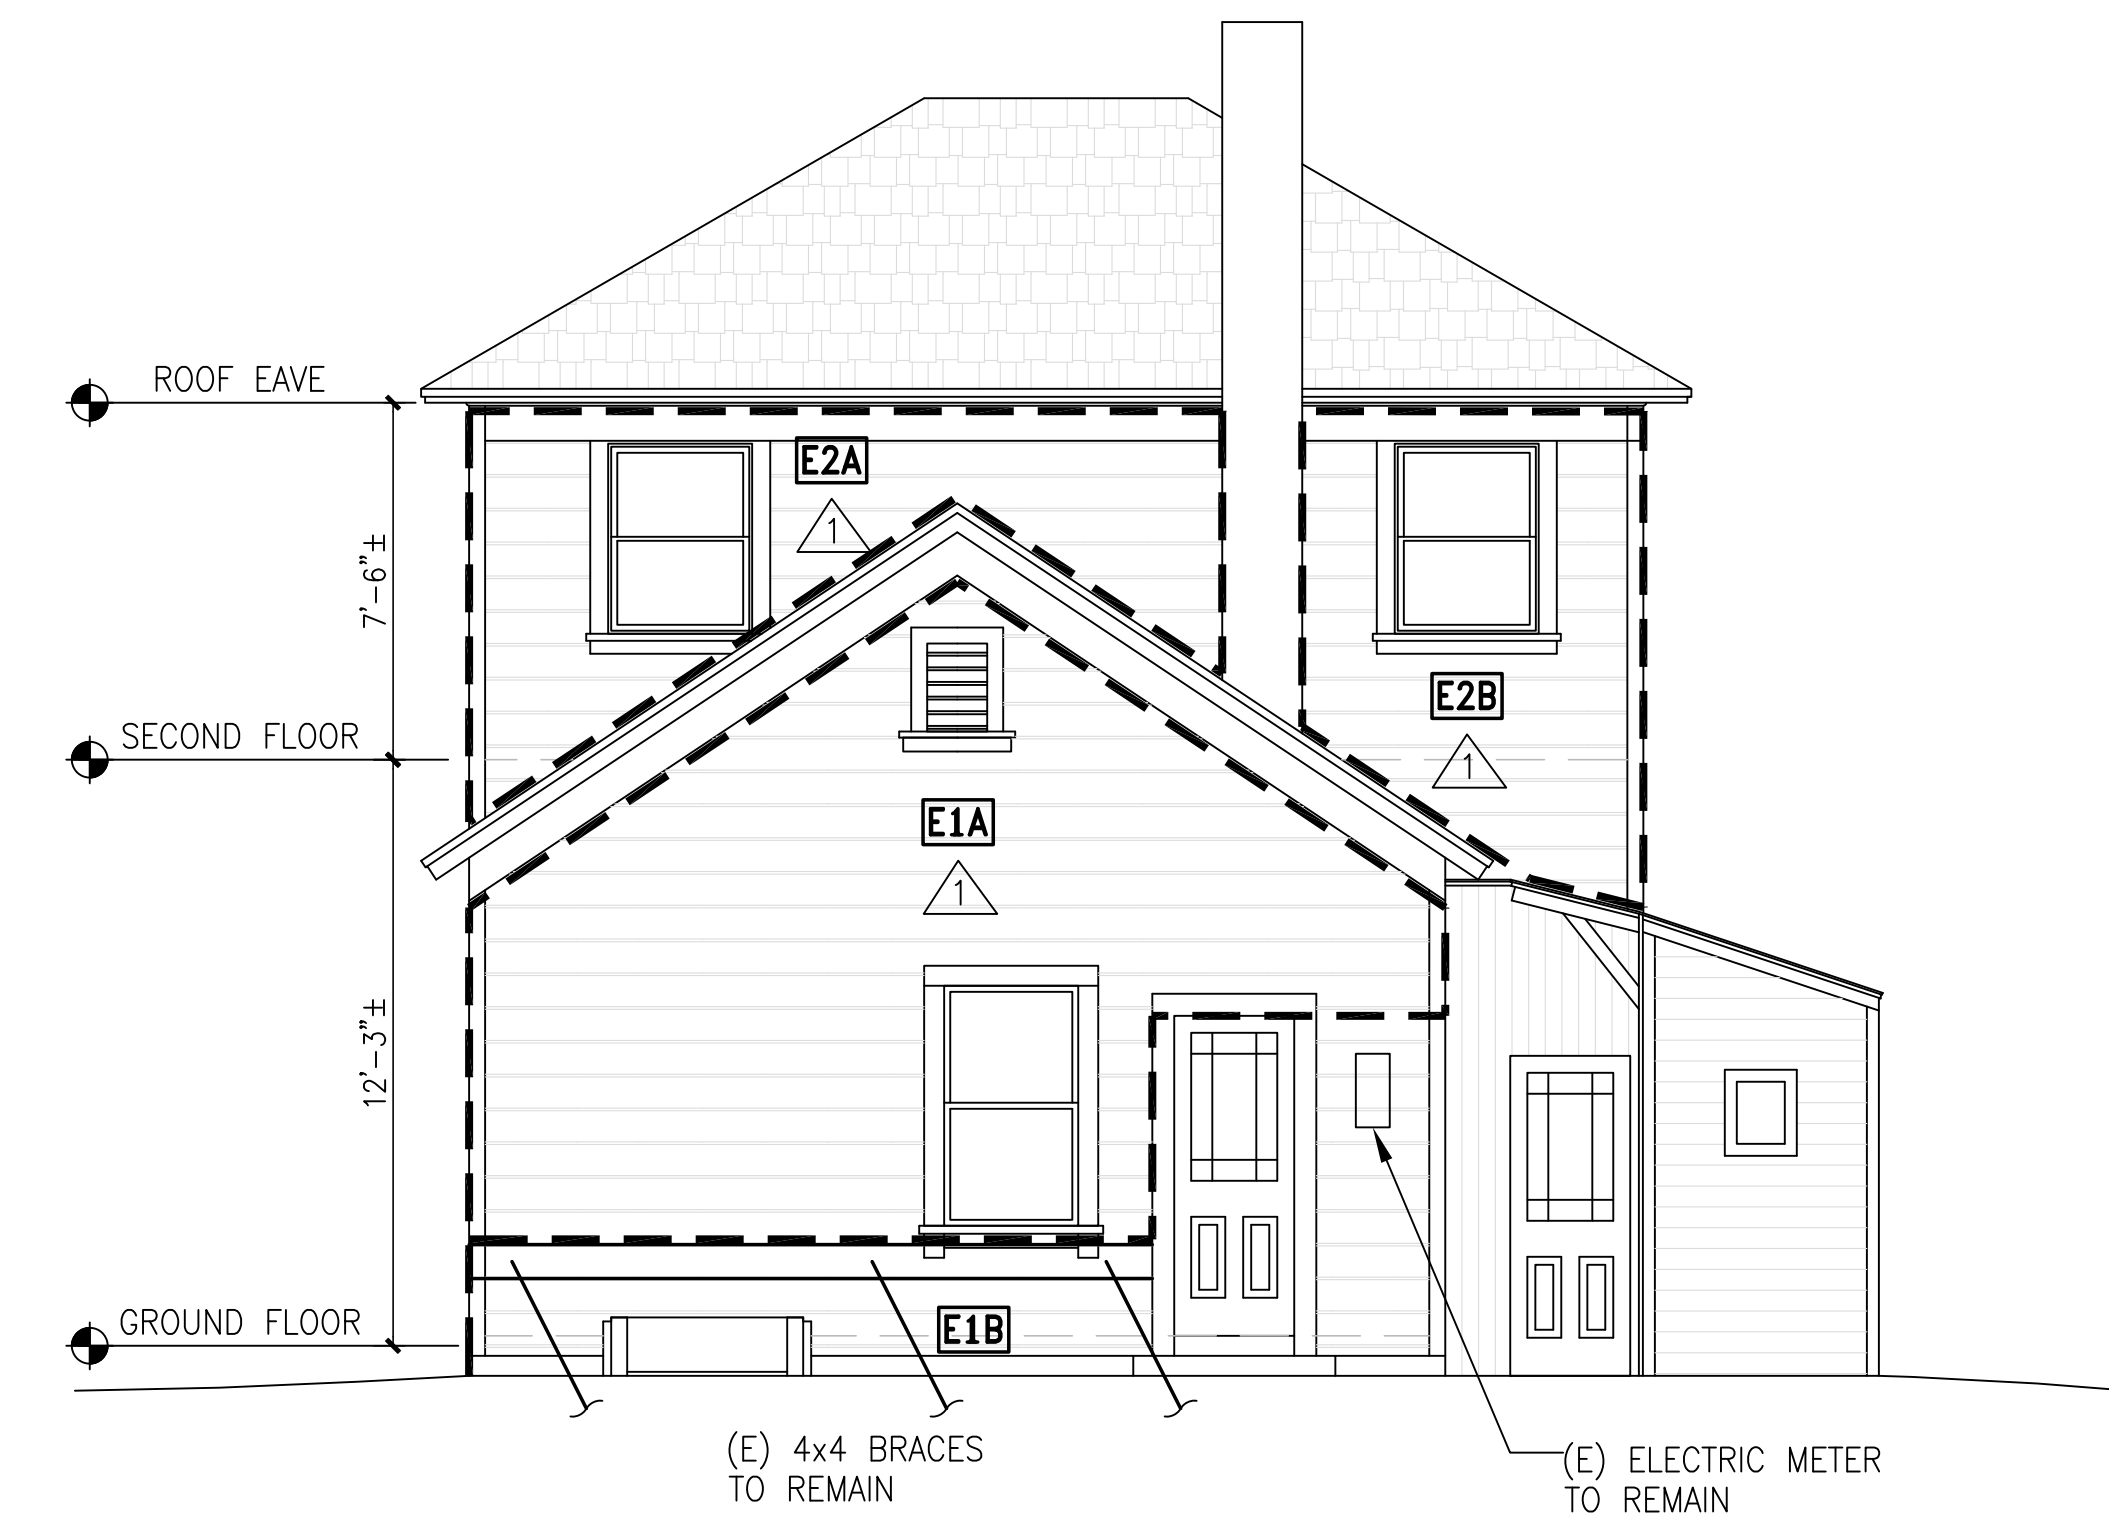 ROOF EAVE
E2A
1
7'-6"±
E2B
SECOND FLOOR
1
E1A
1
12'-3"±
GROUND FLOOR
E1B
(E) 4x4 BRACES
TO REMAIN
(E) ELECTRIC METER
TO REMAIN